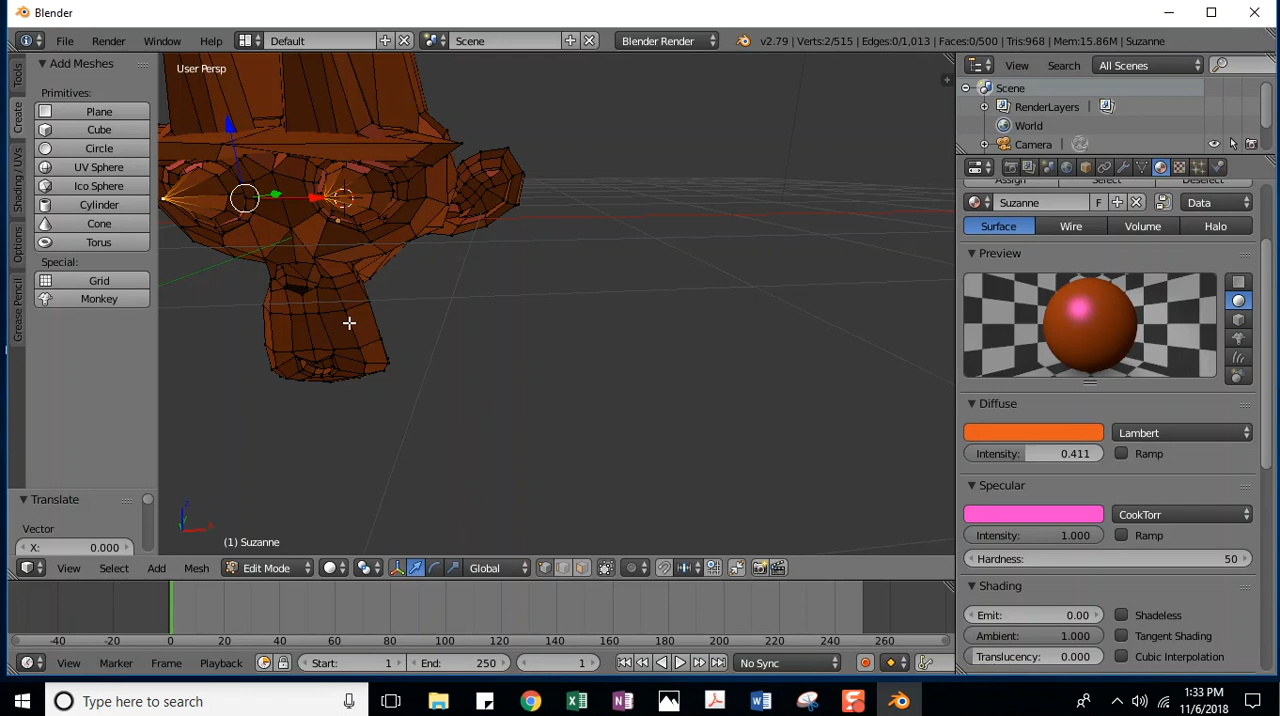 Blender
File Render Window Help Default Scene Blender Render v2.79 | Verts:2/515 | Edges:0/1,013 | Faces:0/500 | Tris:968 | Mem:15.86M | Suzanne
Tools
Create
Shading / UVs
Options
Grease Pencil
Add Meshes
Primitives:
Plane
Cube
Circle
UV Sphere
Ico Sphere
Cylinder
Cone
Torus
Special:
Grid
Monkey
Translate
Vector
X: 0.000
User Persp
(1) Suzanne
View Select Add Mesh Edit Mode Global
-40 -20 0 20 40 60 80 100 120 140 160 180 200 220 240 260
View Marker Frame Playback Start: 1 End: 250 1 No Sync
View Search All Scenes
Scene
RenderLayers
World
Camera
Assign Select
Suzanne F Data
Surface Wire Volume Halo
Preview
Diffuse
Lambert
Intensity: 0.411 Ramp
Specular
CookTorr
Intensity: 1.000 Ramp
Hardness: 50
Shading
Emit: 0.00 Shadeless
Ambient: 1.000 Tangent Shading
Translucency: 0.000 Cubic Interpolation
Type here to search
1:33 PM
11/6/2018